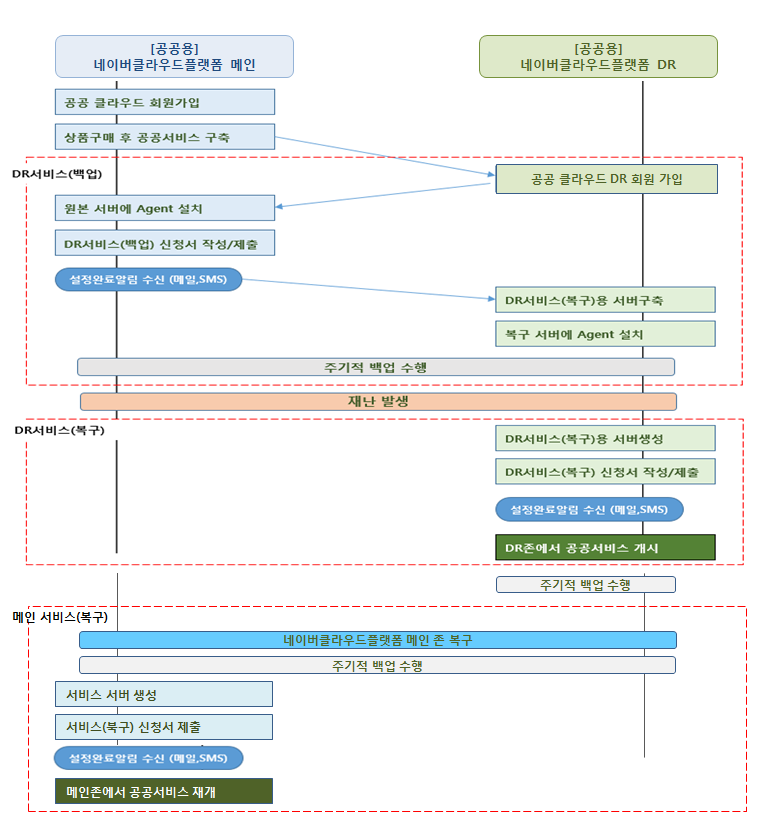 [공공용]
네이버클라우드플랫폼 메인
[공공용]
네이버클라우드플랫폼 DR
공공 클라우드 회원가입
상품구매 후 공공서비스 구축
DR서비스(백업)
공공 클라우드 DR 회원 가입
원본 서버에 Agent 설치
DR서비스(백업) 신청서 작성/제출
설정완료알림 수신 (메일,SMS)
DR서비스(복구)용 서버구축
복구 서버에 Agent 설치
주기적 백업 수행
재난 발생
DR서비스(복구)
DR서비스(복구)용 서버생성
DR서비스(복구) 신청서 작성/제출
설정완료알림 수신 (메일,SMS)
DR존에서 공공서비스 개시
주기적 백업 수행
메인 서비스(복구)
네이버클라우드플랫폼 메인 존 복구
주기적 백업 수행
서비스 서버 생성
서비스(북구) 신청서 제출
설정완료알림 수신 (메일,SMS)
메인존에서 공공서비스 재개